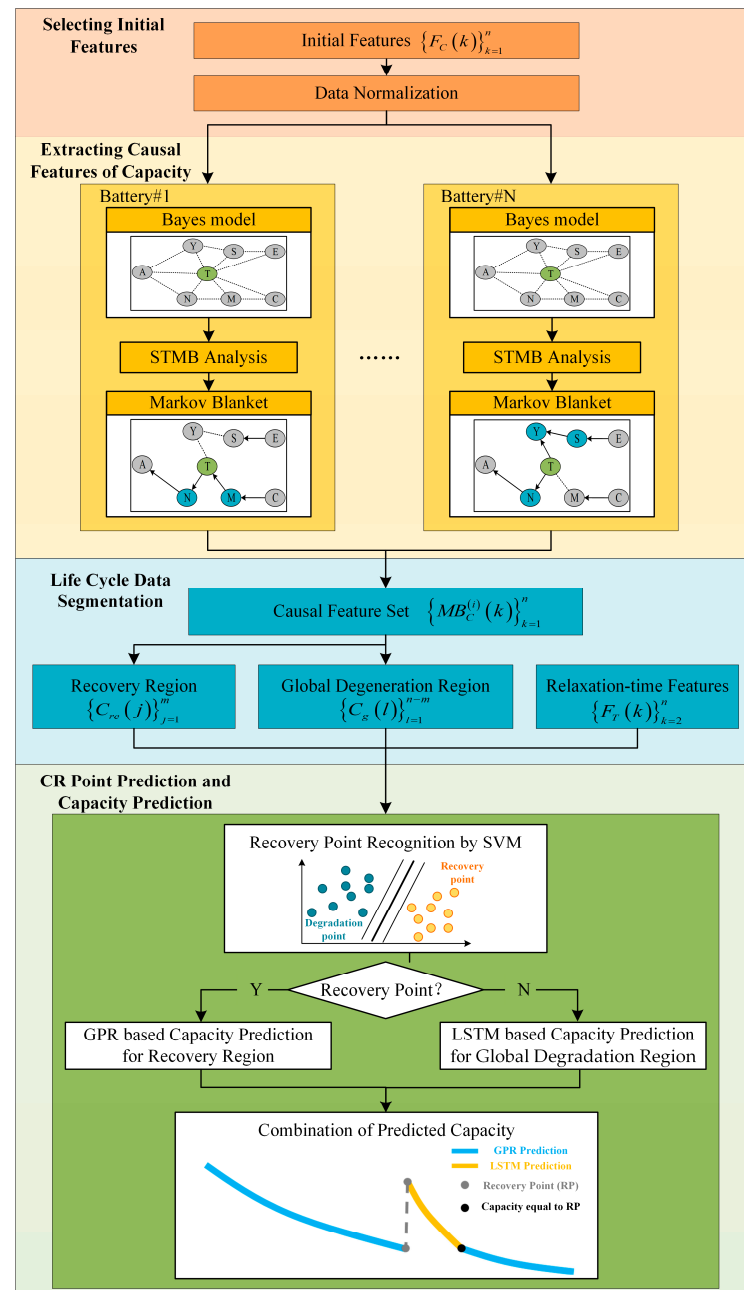 Selecting Initial
Features
Initial Features {F_C(k)}_{k=1}^{n}
Data Normalization
Extracting Causal
Features of Capacity
Battery#1
Bayes model
Y
S
E
A
T
N
M
C
STMB Analysis
Markov Blanket
Y
S
E
A
T
N
M
C
……
Battery#N
Bayes model
Y
S
E
A
T
N
M
C
STMB Analysis
Markov Blanket
Y
S
E
A
T
N
M
C
Life Cycle Data
Segmentation
Causal Feature Set {MB_C^{(i)}(k)}_{k=1}^{n}
Recovery Region
{C_{ro}(j)}_{j=1}^{m}
Global Degeneration Region
{C_g(l)}_{l=1}^{n-m}
Relaxation-time Features
{F_T(k)}_{k=2}^{n}
CR Point Prediction and
Capacity Prediction
Recovery Point Recognition by SVM
Recovery
point
Degradation
point
Recovery Point?
Y
N
GPR based Capacity Prediction
for Recovery Region
LSTM based Capacity Prediction
for Global Degradation Region
Combination of Predicted Capacity
GPR Prediction
LSTM Prediction
Recovery Point (RP)
Capacity equal to RP